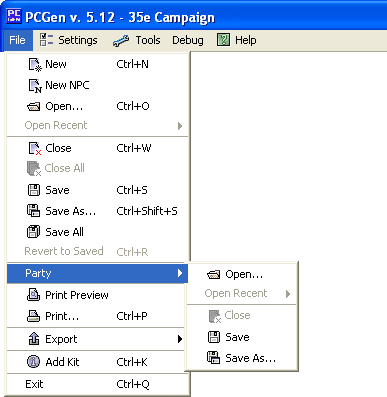 PC GEN PCGen v. 5.12 - 35e Campaign
File Settings Tools Debug Help
New Ctrl+N
New NPC
Open... Ctrl+O
Open Recent
Close Ctrl+W
Close All
Save Ctrl+S
Save As... Ctrl+Shift+S
Save All
Revert to Saved Ctrl+R
Party
Open...
Print Preview
Open Recent
Print... Ctrl+P
Close
Export
Save
Add Kit Ctrl+K
Save As...
Exit Ctrl+Q